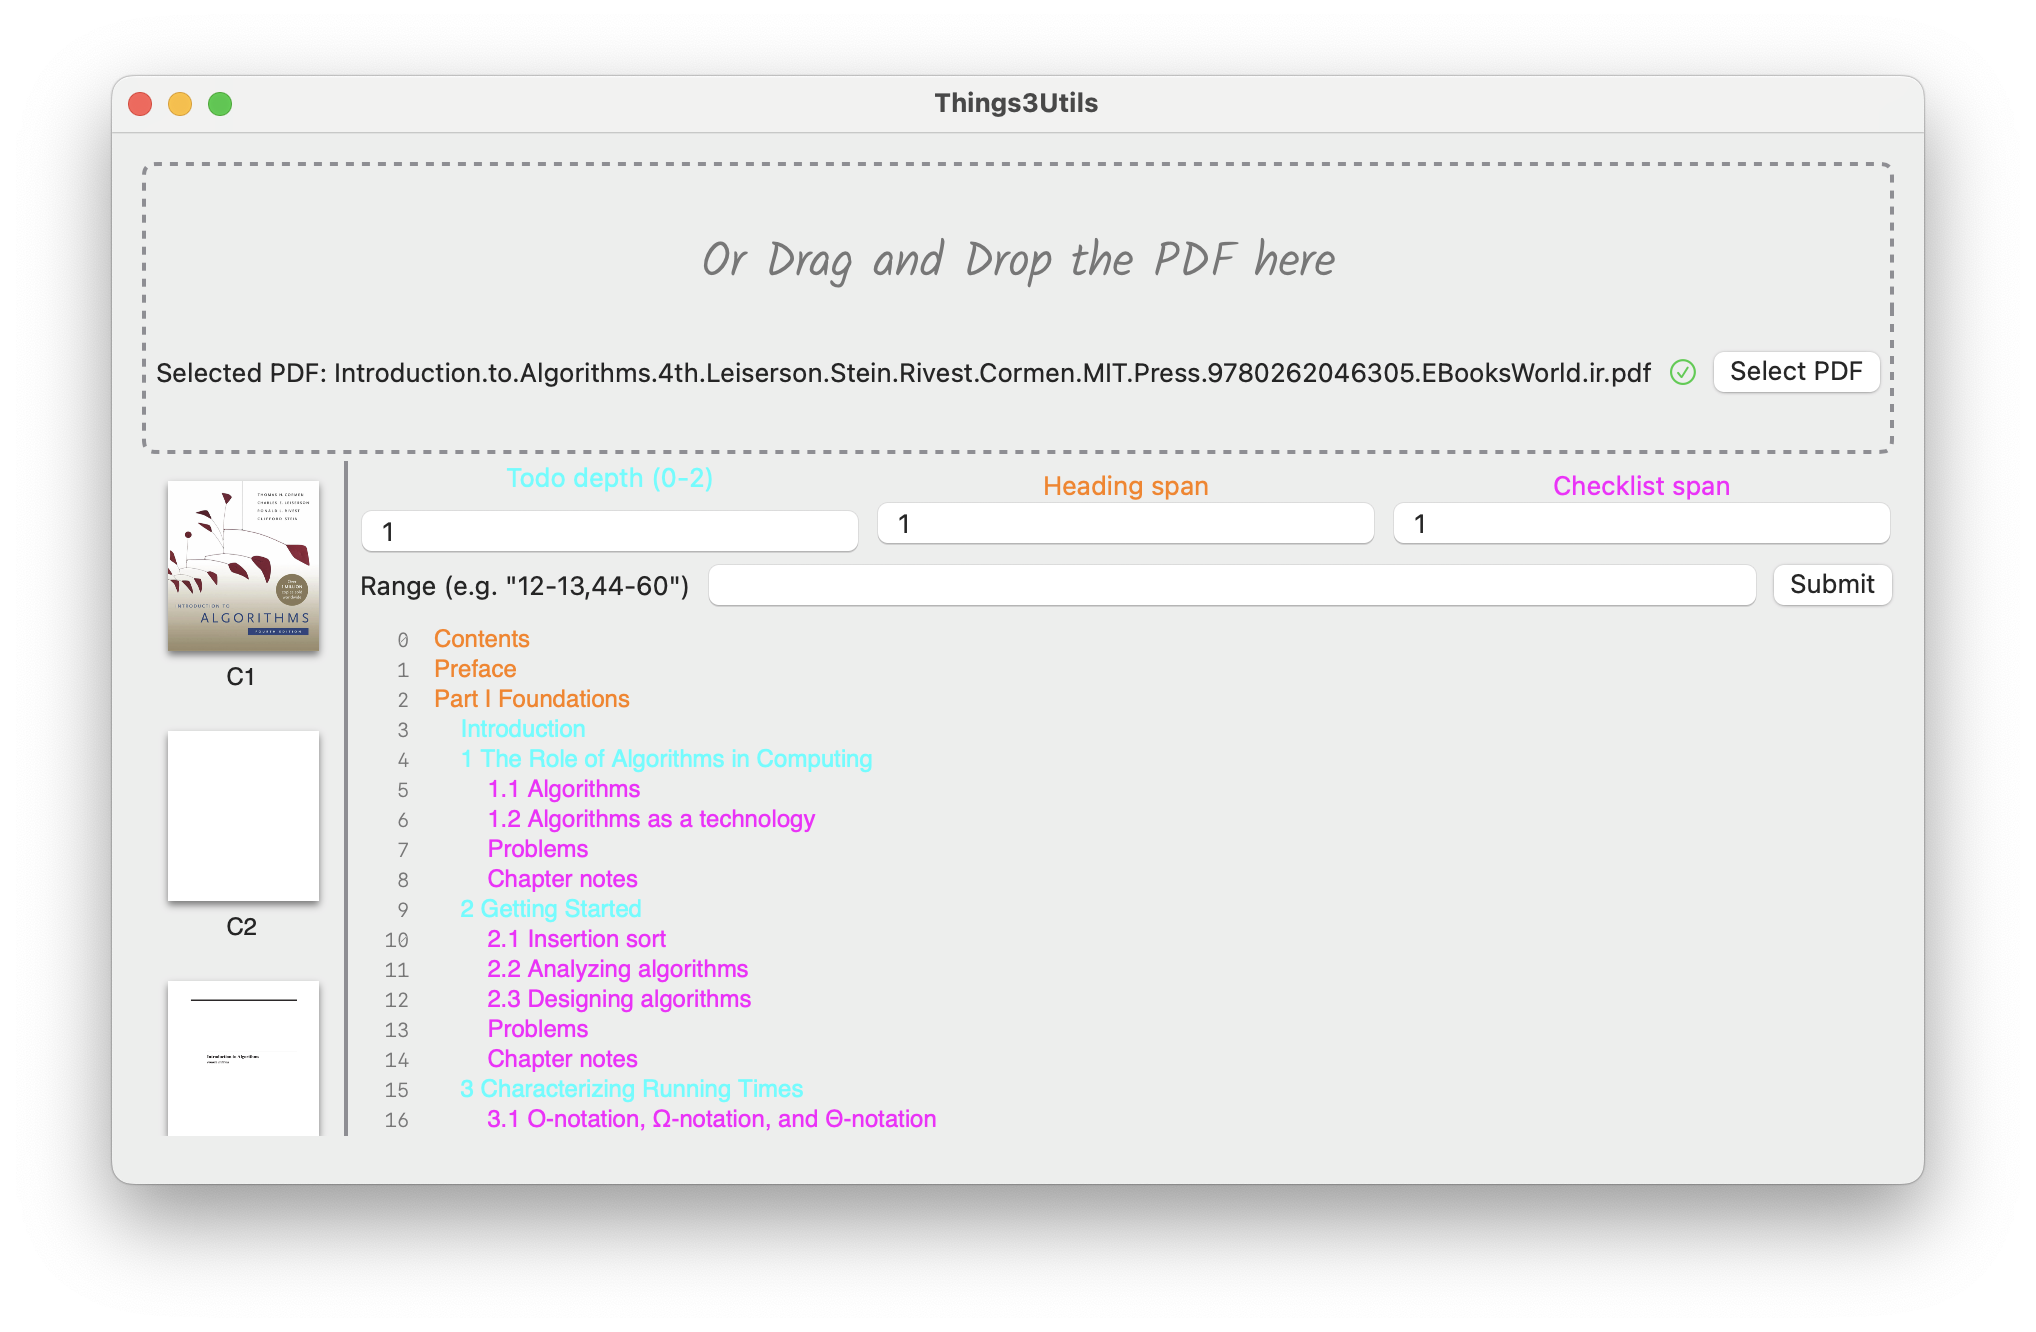 Things3Utils
Or Drag and Drop the PDF here
Selected PDF: Introduction.to.Algorithms.4th.Leiserson.Stein.Rivest.Cormen.MIT.Press.9780262046305.EBooksWorld.ir.pdf
Select PDF
THOMAS H. CORMEN
CHARLES E. LEISERSON
RONALD L. RIVEST
CLIFFORD STEIN
INTRODUCTION TO
ALGORITHMS
FOURTH EDITION
C1
C2
Introduction to Algorithms
Todo depth (0-2)
Heading span
Checklist span
1
1
1
Range (e.g. "12-13,44-60")
Submit
0 Contents
1 Preface
2 Part I Foundations
3 Introduction
4 1 The Role of Algorithms in Computing
5 1.1 Algorithms
6 1.2 Algorithms as a technology
7 Problems
8 Chapter notes
9 2 Getting Started
10 2.1 Insertion sort
11 2.2 Analyzing algorithms
12 2.3 Designing algorithms
13 Problems
14 Chapter notes
15 3 Characterizing Running Times
16 3.1 O-notation, Ω-notation, and Θ-notation